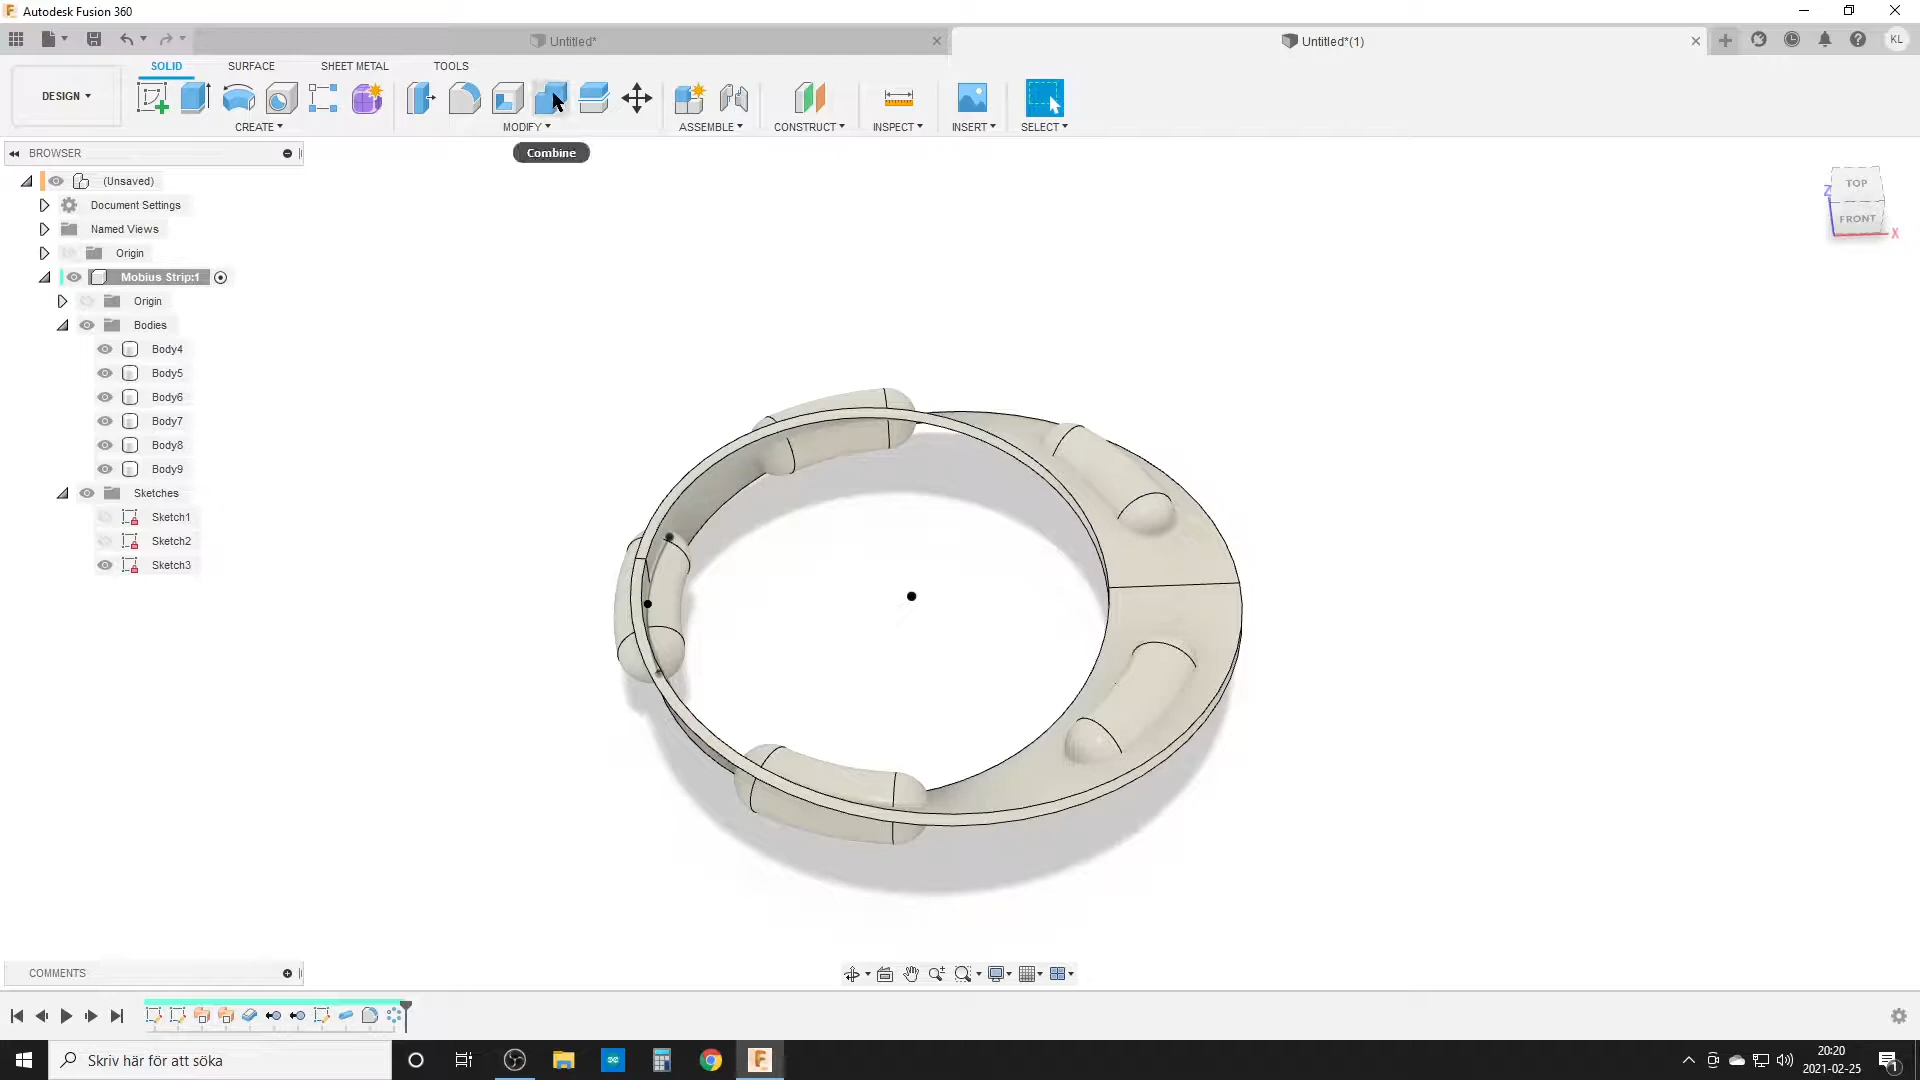 Autodesk Fusion 360
Untitled*
Untitled*(1)
KL
DESIGN
SOLID
SURFACE
SHEET METAL
TOOLS
CREATE
MODIFY
ASSEMBLE
CONSTRUCT
INSPECT
INSERT
SELECT
Combine
BROWSER
(Unsaved)
Document Settings
Named Views
Origin
Mobius Strip:1
Origin
Bodies
Body4
Body5
Body6
Body7
Body8
Body9
Sketches
Sketch1
Sketch2
Sketch3
TOP
FRONT
Z
X
COMMENTS
Skriv här för att söka
20:20
2021-02-25
1